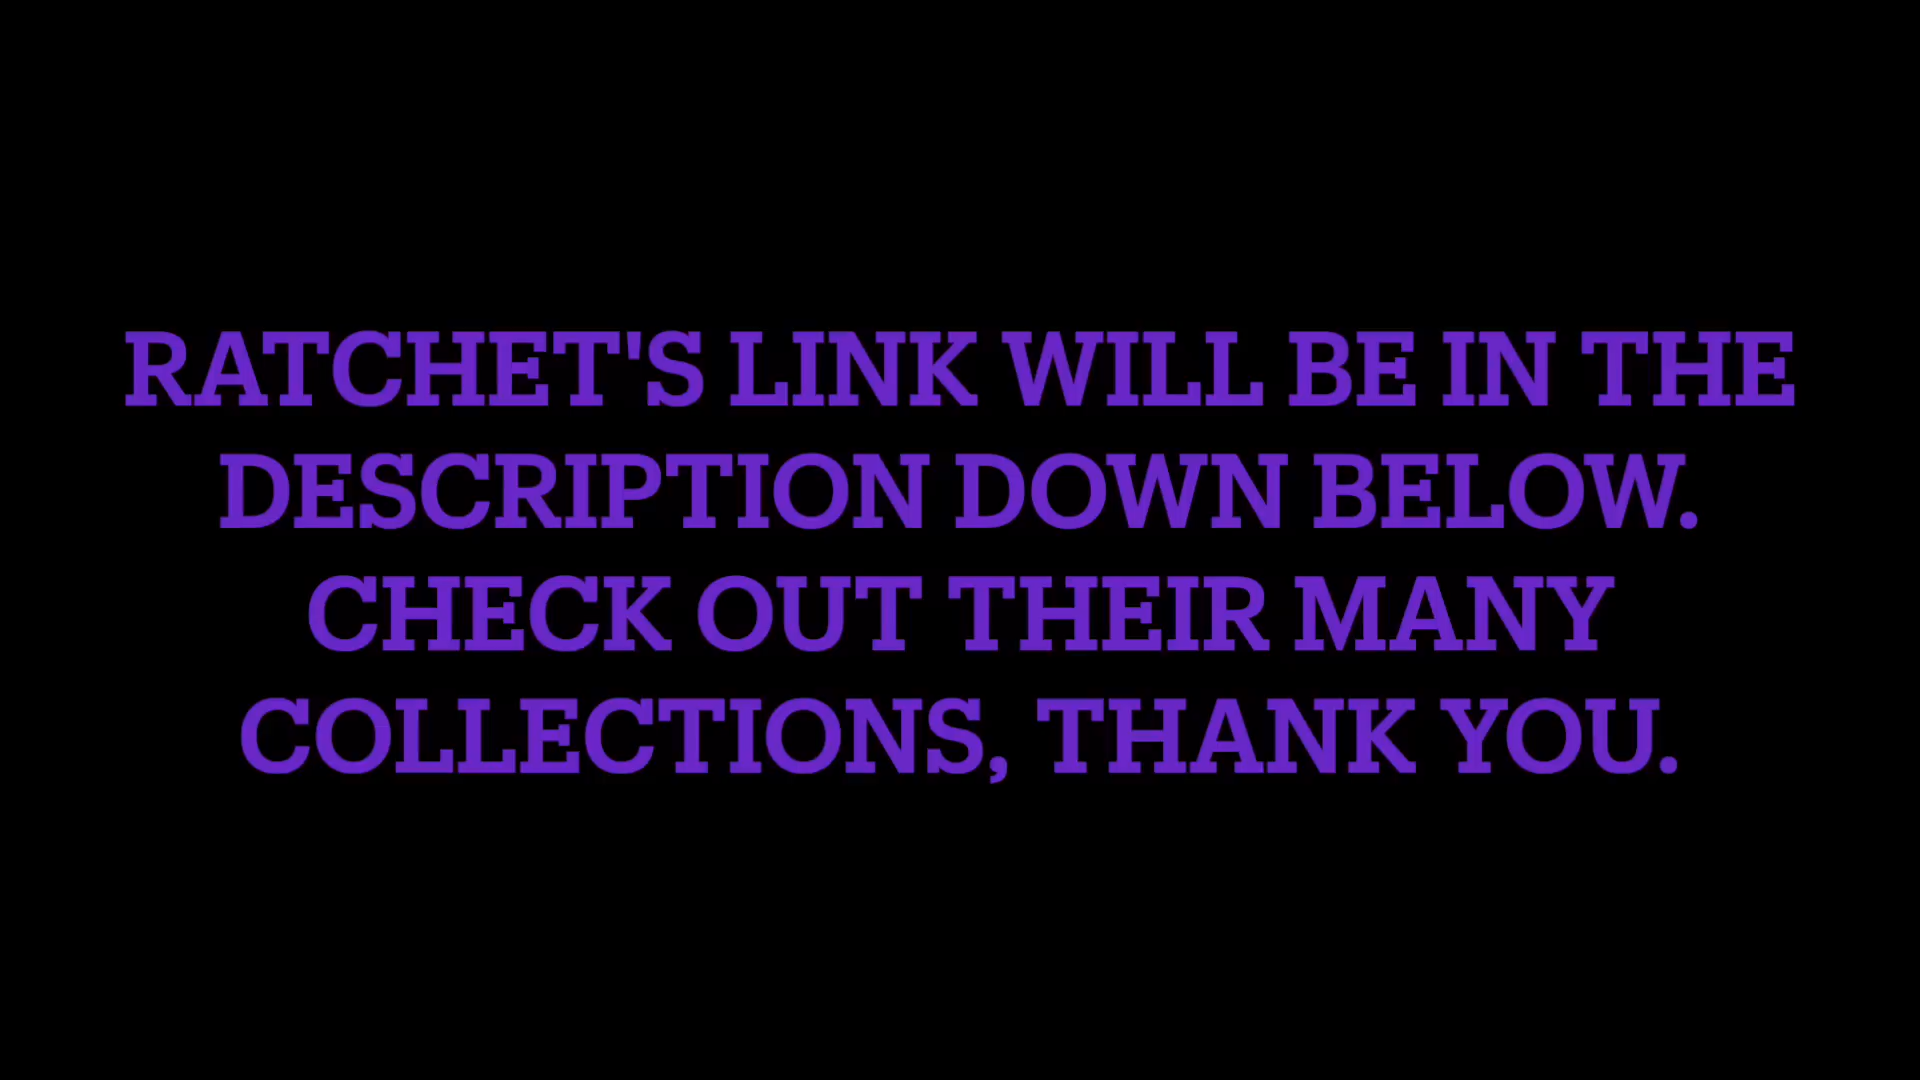 RATCHET'S LINK WILL BE IN THE
DESCRIPTION DOWN BELOW.
CHECK OUT THEIR MANY
COLLECTIONS, THANK YOU.